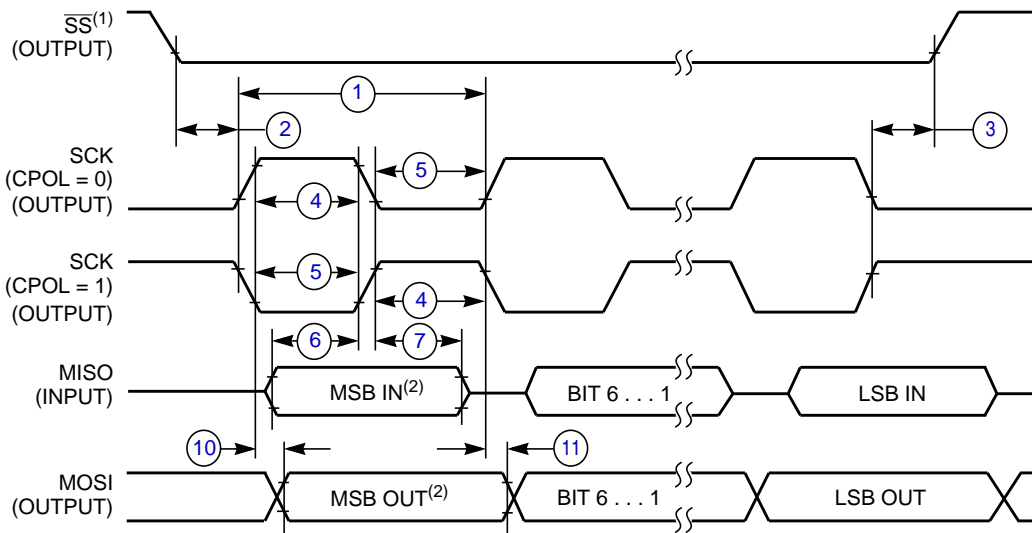 SS(1)
(OUTPUT)
1
2
3
SCK
(CPOL = 0)
(OUTPUT)
5
4
SCK
(CPOL = 1)
(OUTPUT)
5
4
6
7
MISO
(INPUT)
MSB IN(2)
BIT 6 . . . 1
LSB IN
10
11
MOSI
(OUTPUT)
MSB OUT(2)
BIT 6 . . . 1
LSB OUT